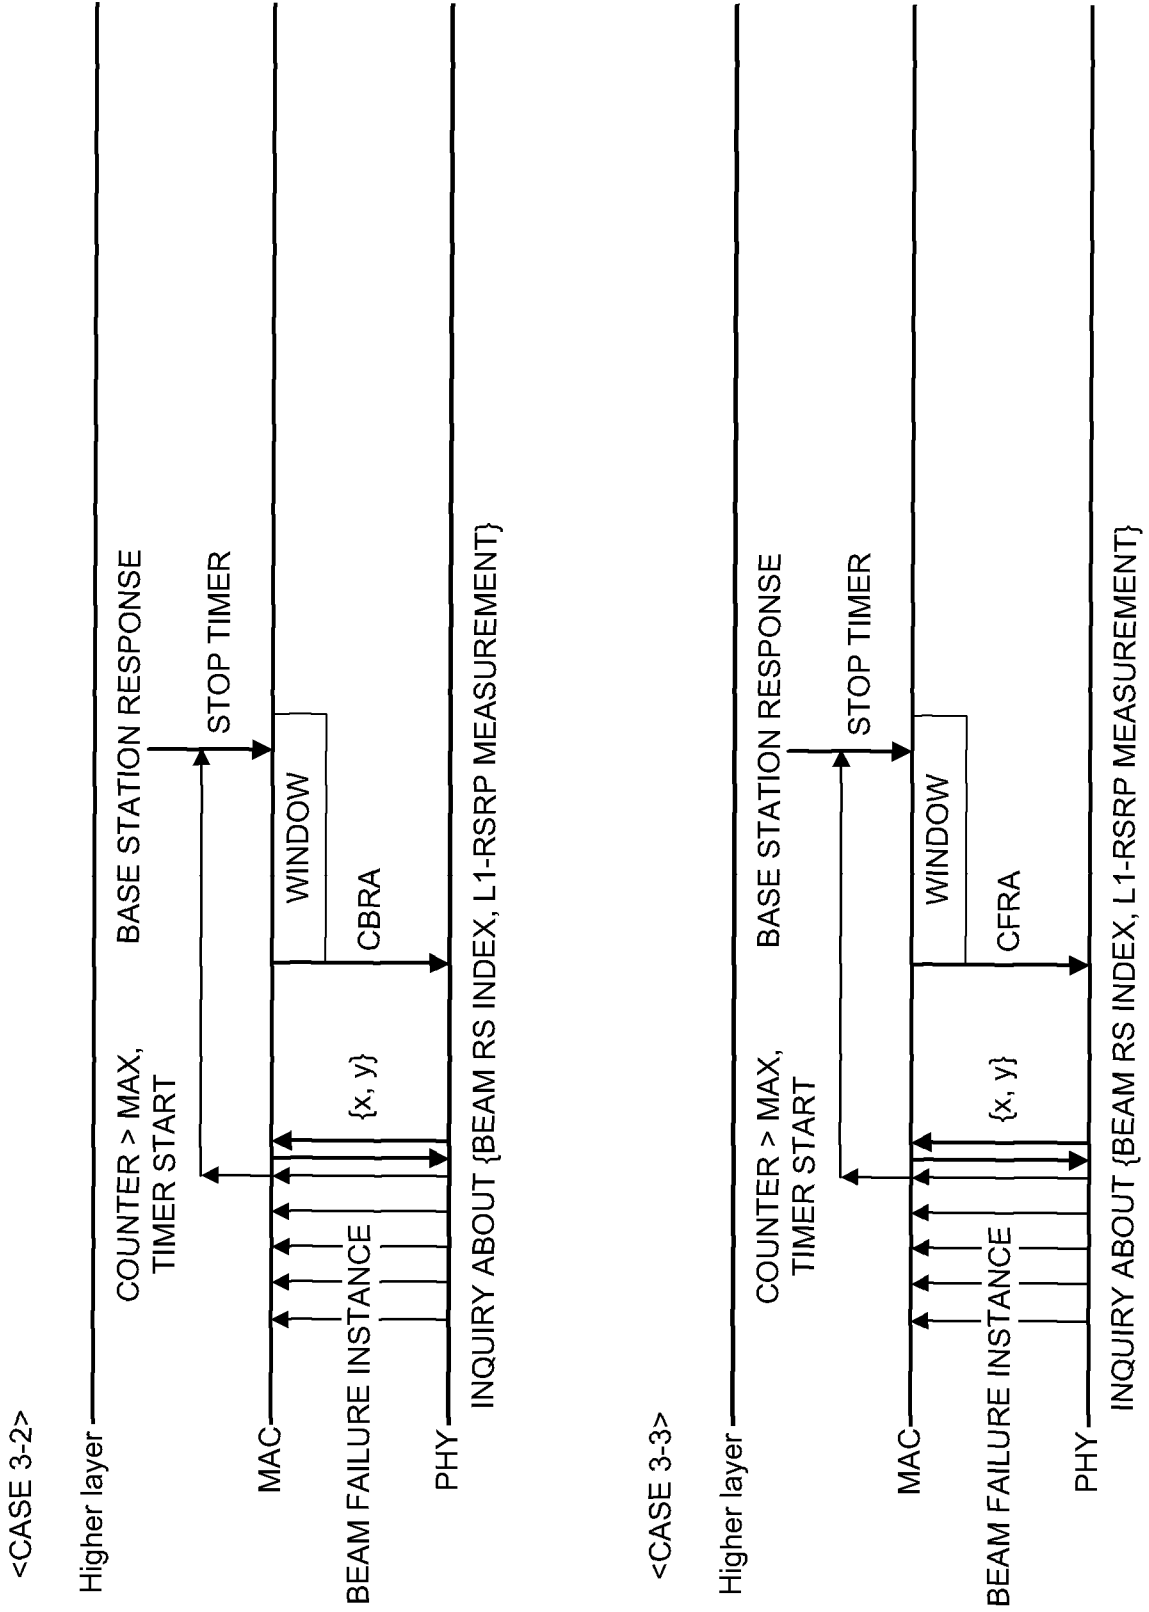 <CASE 3-2>
Higher layer
COUNTER > MAX,
TIMER START
BASE STATION RESPONSE
STOP TIMER
MAC
WINDOW
BEAM FAILURE INSTANCE
{x, y}
CBRA
PHY
INQUIRY ABOUT {BEAM RS INDEX, L1-RSRP MEASUREMENT}
<CASE 3-3>
Higher layer
COUNTER > MAX,
TIMER START
BASE STATION RESPONSE
STOP TIMER
MAC
WINDOW
BEAM FAILURE INSTANCE
{x, y}
CFRA
PHY
INQUIRY ABOUT {BEAM RS INDEX, L1-RSRP MEASUREMENT}